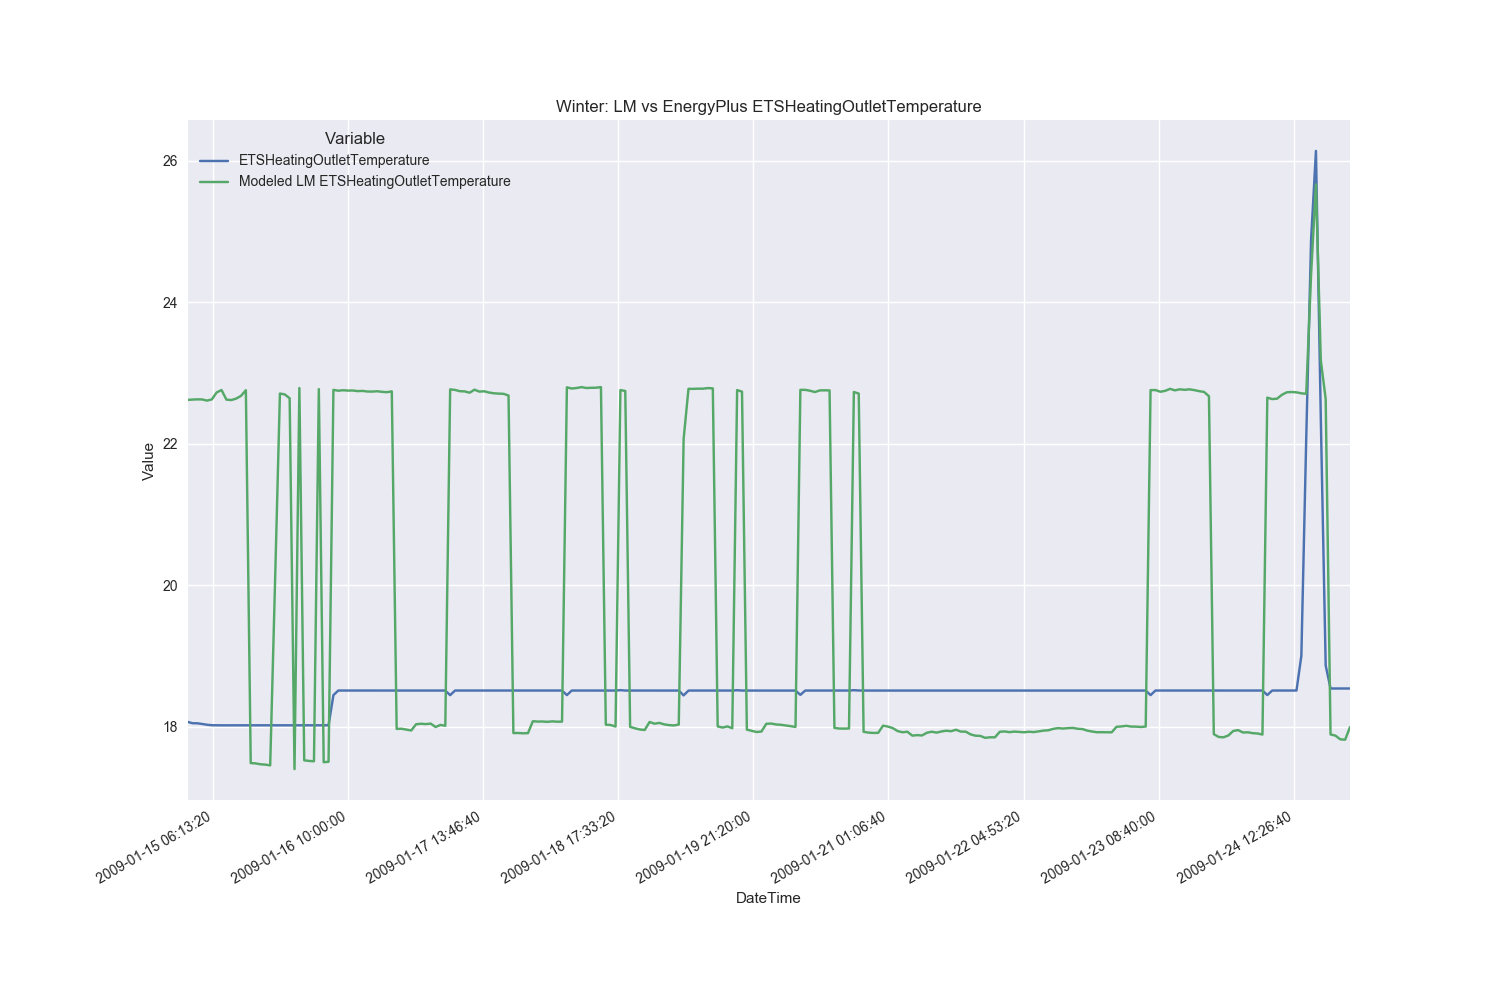 Winter: LM vs EnergyPlus ETSHeatingOutletTemperature
Variable
ETSHeatingOutletTemperature
Modeled LM ETSHeatingOutletTemperature
26
24
22
20
18
Value
2009-01-15 06:13:20
2009-01-16 10:00:00
2009-01-17 13:46:40
2009-01-18 17:33:20
2009-01-19 21:20:00
2009-01-21 01:06:40
2009-01-22 04:53:20
2009-01-23 08:40:00
2009-01-24 12:26:40
DateTime